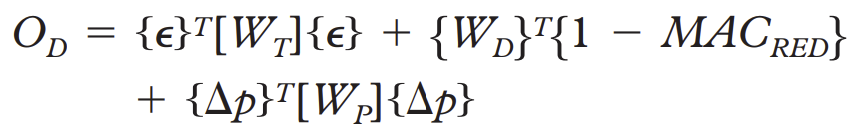 O_D = {ϵ}^T[W_T]{ϵ} + {W_D}^T{1 − MAC_RED}
+ {Δp}^T[W_P]{Δp}